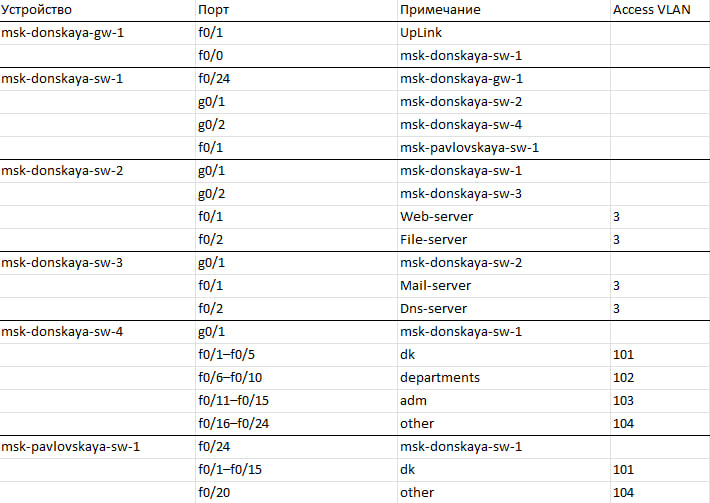 Устройство Порт Примечание Access VLAN
msk-donskaya-gw-1 f0/1 UpLink
f0/0 msk-donskaya-sw-1
msk-donskaya-sw-1 f0/24 msk-donskaya-gw-1
g0/1 msk-donskaya-sw-2
g0/2 msk-donskaya-sw-4
f0/1 msk-pavlovskaya-sw-1
msk-donskaya-sw-2 g0/1 msk-donskaya-sw-1
g0/2 msk-donskaya-sw-3
f0/1 Web-server 3
f0/2 File-server 3
msk-donskaya-sw-3 g0/1 msk-donskaya-sw-2
f0/1 Mail-server 3
f0/2 Dns-server 3
msk-donskaya-sw-4 g0/1 msk-donskaya-sw-1
f0/1–f0/5 dk 101
f0/6–f0/10 departments 102
f0/11–f0/15 adm 103
f0/16–f0/24 other 104
msk-pavlovskaya-sw-1 f0/24 msk-donskaya-sw-1
f0/1–f0/15 dk 101
f0/20 other 104